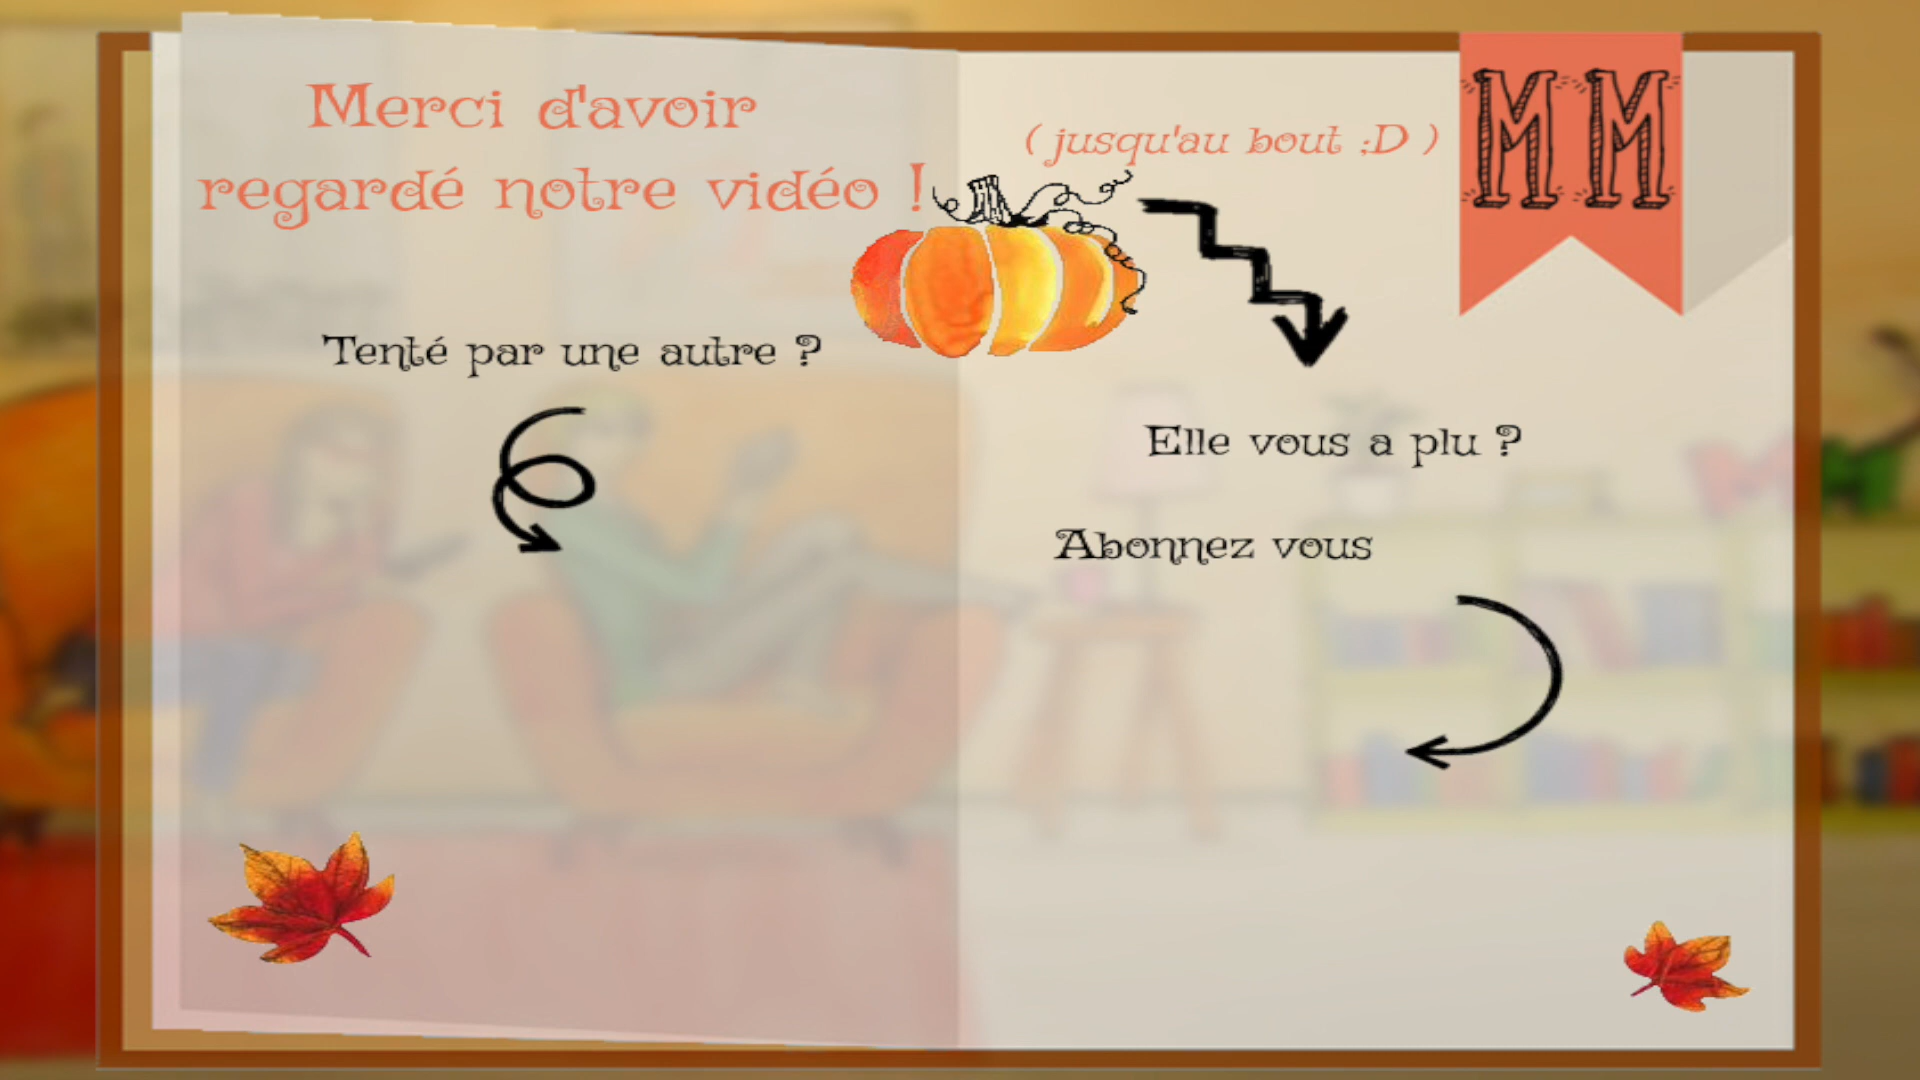 Merci d'avoir
regardé notre vidéo !
( jusqu'au bout ;D )
MM
Tenté par une autre ?
Elle vous a plu ?
Abonnez vous